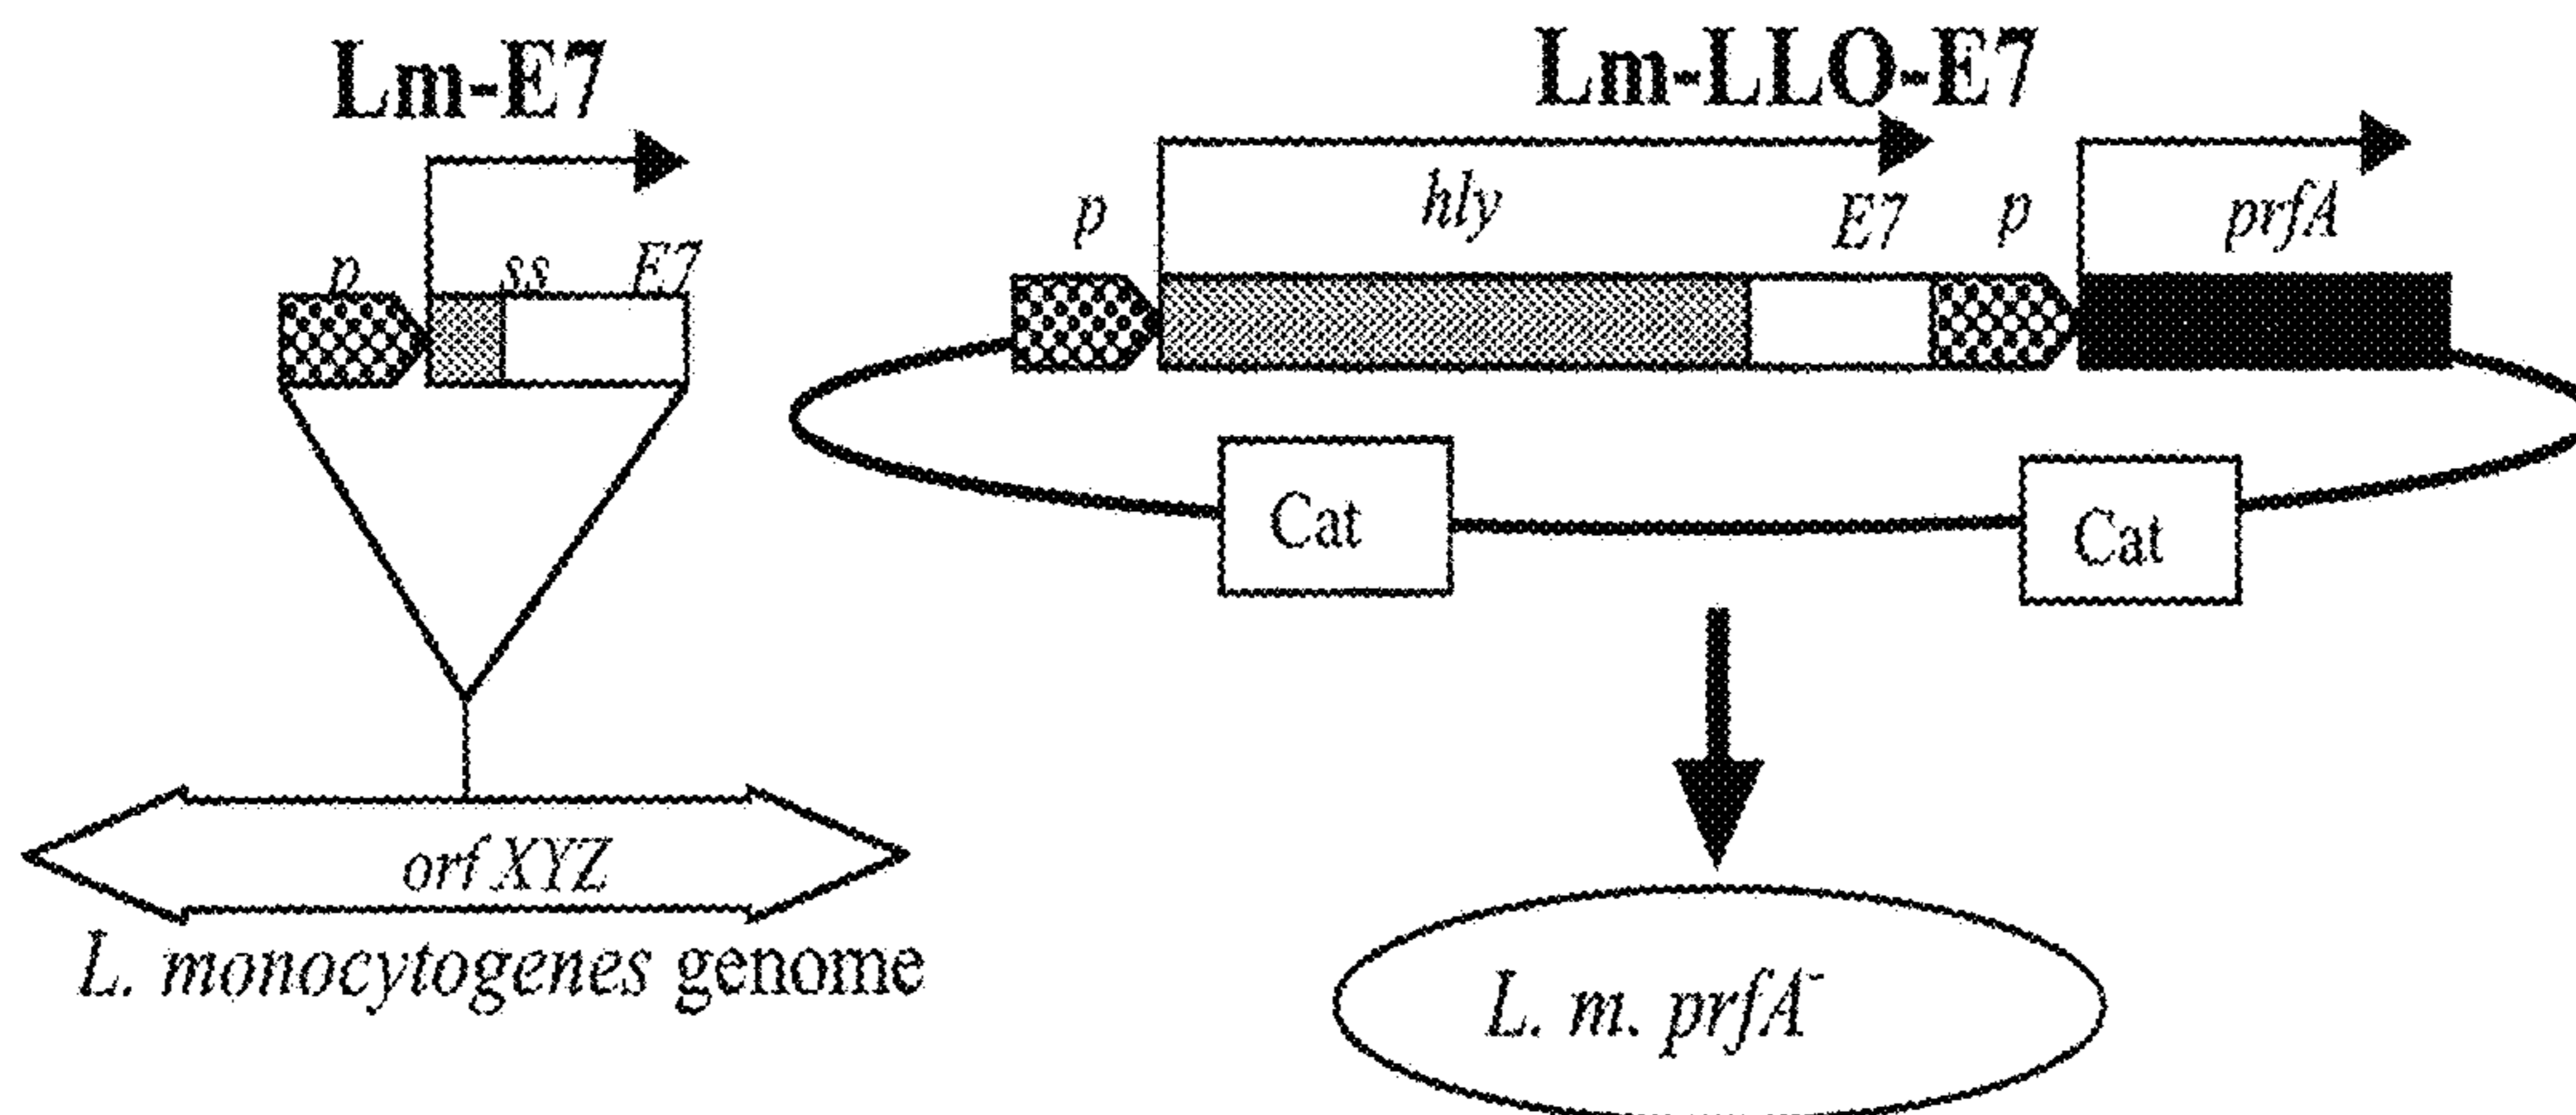 Lm-E7
p ss E7
orf XYZ
L. monocytogenes genome
Lm-LLO-E7
p hly E7 p prfA
Cat Cat
L. m. prfA⁻